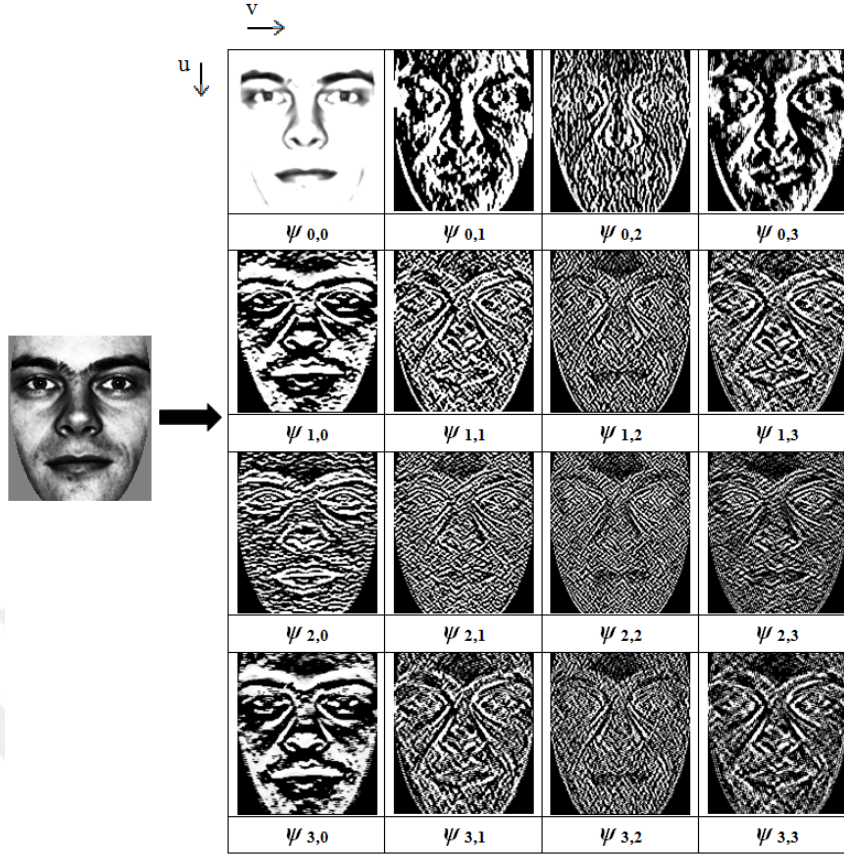 v
u
ψ 0,0 ψ 0,1 ψ 0,2 ψ 0,3
ψ 1,0 ψ 1,1 ψ 1,2 ψ 1,3
ψ 2,0 ψ 2,1 ψ 2,2 ψ 2,3
ψ 3,0 ψ 3,1 ψ 3,2 ψ 3,3